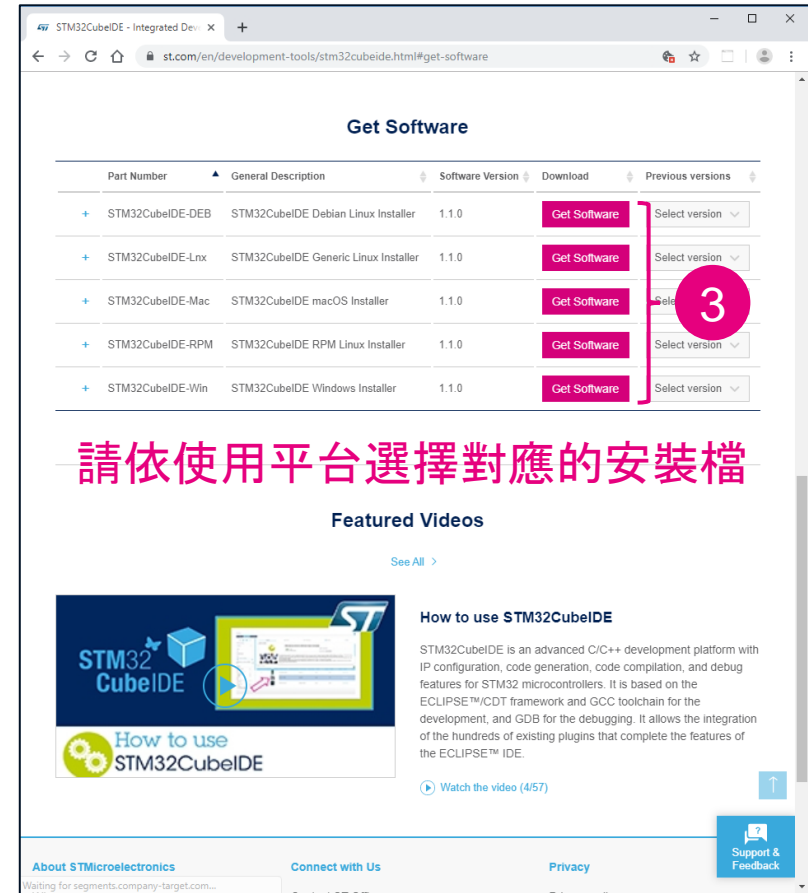 STM32CubeIDE - Integrated Dev
st.com/en/development-tools/stm32cubeide.html#get-software
Get Software
Part Number General Description Software Version Download Previous versions
+ STM32CubeIDE-DEB STM32CubeIDE Debian Linux Installer 1.1.0 Get Software Select version
+ STM32CubeIDE-Lnx STM32CubeIDE Generic Linux Installer 1.1.0 Get Software Select version
+ STM32CubeIDE-Mac STM32CubeIDE macOS Installer 1.1.0 Get Software Sele
3
+ STM32CubeIDE-RPM STM32CubeIDE RPM Linux Installer 1.1.0 Get Software Select version
+ STM32CubeIDE-Win STM32CubeIDE Windows Installer 1.1.0 Get Software Select version
請依使用平台選擇對應的安裝檔
Featured Videos
See All >
ST
STM32
CubeIDE
How to use
STM32CubeIDE
How to use STM32CubeIDE
STM32CubeIDE is an advanced C/C++ development platform with
IP configuration, code generation, code compilation, and debug
features for STM32 microcontrollers. It is based on the
ECLIPSE™/CDT framework and GCC toolchain for the
development, and GDB for the debugging. It allows the integration
of the hundreds of existing plugins that complete the features of
the ECLIPSE™ IDE.
Watch the video (4/57)
Support &
Feedback
About STMicroelectronics Connect with Us Privacy
Waiting for segments.company-target.com...